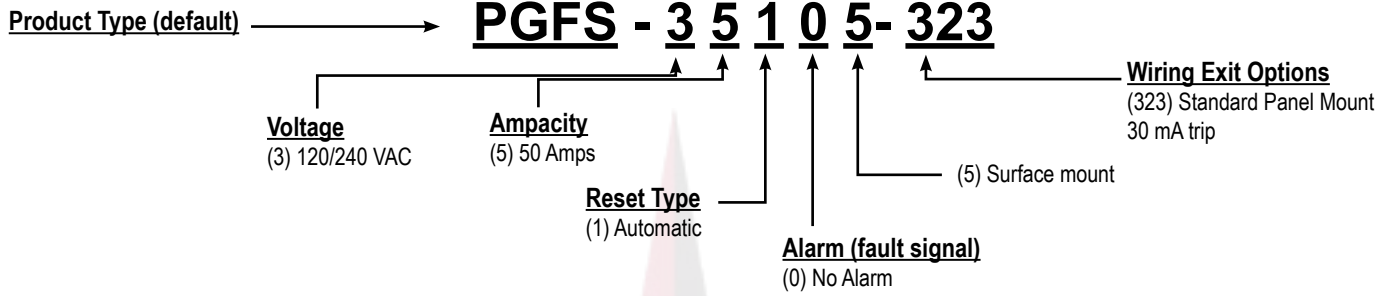 Product Type (default)
PGFS - 3 5 1 0 5- 323
Wiring Exit Options
(323) Standard Panel Mount
30 mA trip
Voltage
(3) 120/240 VAC
Ampacity
(5) 50 Amps
(5) Surface mount
Reset Type
(1) Automatic
Alarm (fault signal)
(0) No Alarm